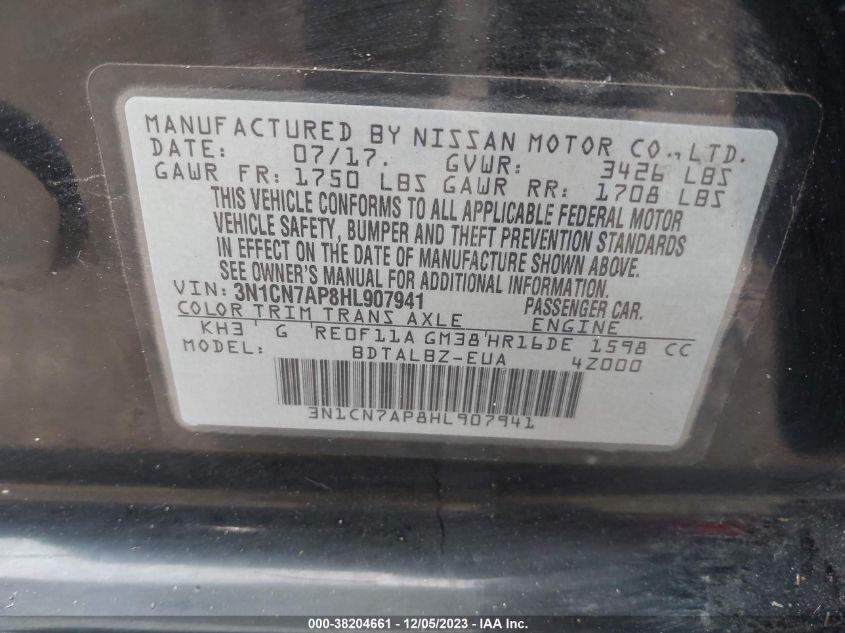 MANUFACTURED BY NISSAN MOTOR CO., LTD.
DATE: 07/17. GVWR: 3426 LBS
GAWR FR: 1750 LBS GAWR RR: 1708 LBS
THIS VEHICLE CONFORMS TO ALL APPLICABLE FEDERAL MOTOR
VEHICLE SAFETY, BUMPER AND THEFT PREVENTION STANDARDS
IN EFFECT ON THE DATE OF MANUFACTURE SHOWN ABOVE.
SEE OWNER'S MANUAL FOR ADDITIONAL INFORMATION.
VIN: 3N1CN7AP8HL907941 PASSENGER CAR.
COLOR TRIM TRANS AXLE ENGINE
KH3 ' G 'RE0F11A GM38'HR16DE 1598 CC
MODEL: BDTALBZ-EUA 4Z000
3N1CN7AP8HL907941
000-38204661 - 12/05/2023 - © IAA Inc.